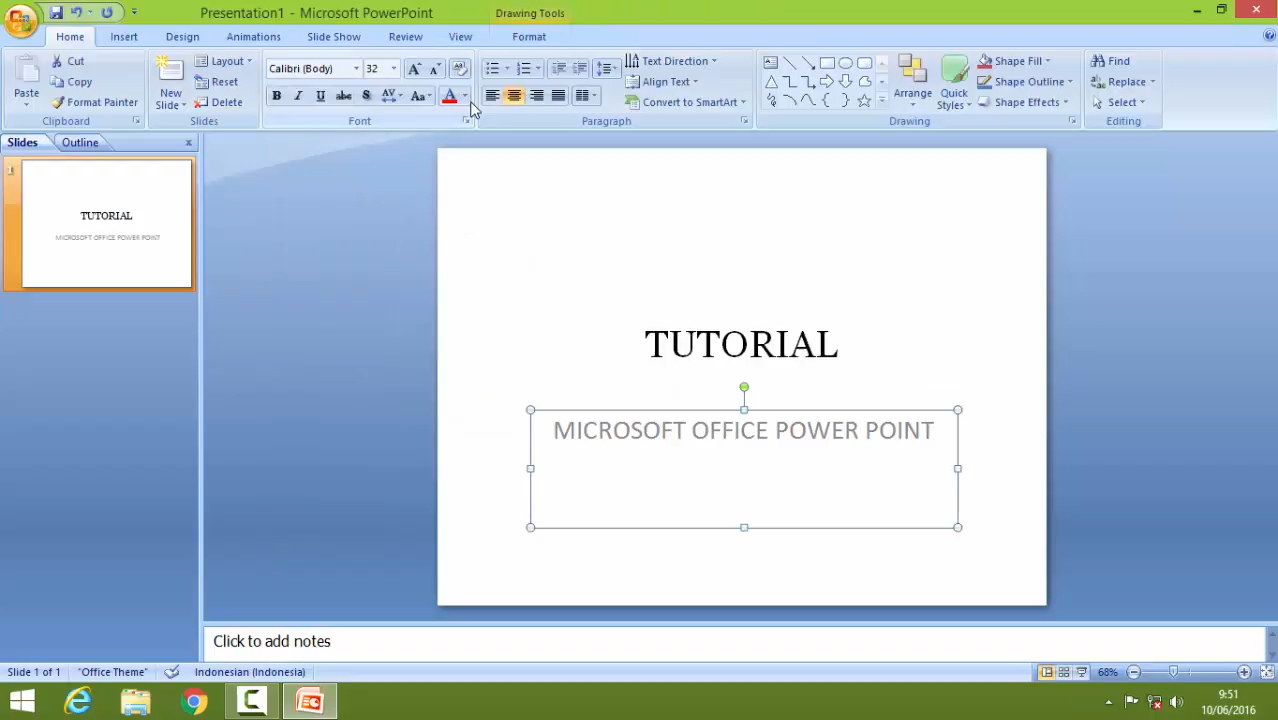 Presentation1 - Microsoft PowerPoint
Drawing Tools
Home Insert Design Animations Slide Show Review View Format
Paste
Cut
Copy
Format Painter
Clipboard
New
Slide
Layout
Reset
Delete
Slides
Calibri (Body) 32
B I U abc S AV Aa A
Font
Text Direction
Align Text
Convert to SmartArt
Paragraph
Arrange
Quick
Styles
Shape Fill
Shape Outline
Shape Effects
Drawing
Find
Replace
Select
Editing
Slides Outline
1
TUTORIAL
MICROSOFT OFFICE POWER POINT
TUTORIAL
MICROSOFT OFFICE POWER POINT
Click to add notes
Slide 1 of 1 "Office Theme" Indonesian (Indonesia) 68%
9:51
10/06/2016